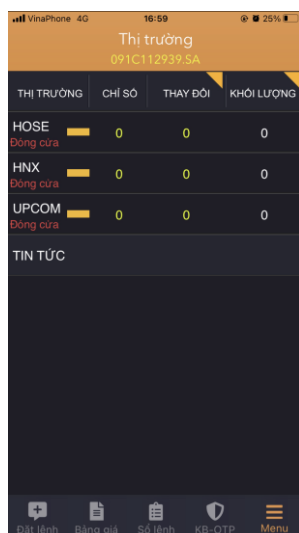 VinaPhone 4G 16:59 25%
Thị trường
091C112939.SA
THỊ TRƯỜNG CHỈ SỐ THAY ĐỔI KHỐI LƯỢNG
HOSE 0 0 0
Đóng cửa
HNX 0 0 0
Đóng cửa
UPCOM 0 0 0
Đóng cửa
TIN TỨC
Đặt lệnh Bảng giá Sổ lệnh KB-OTP Menu